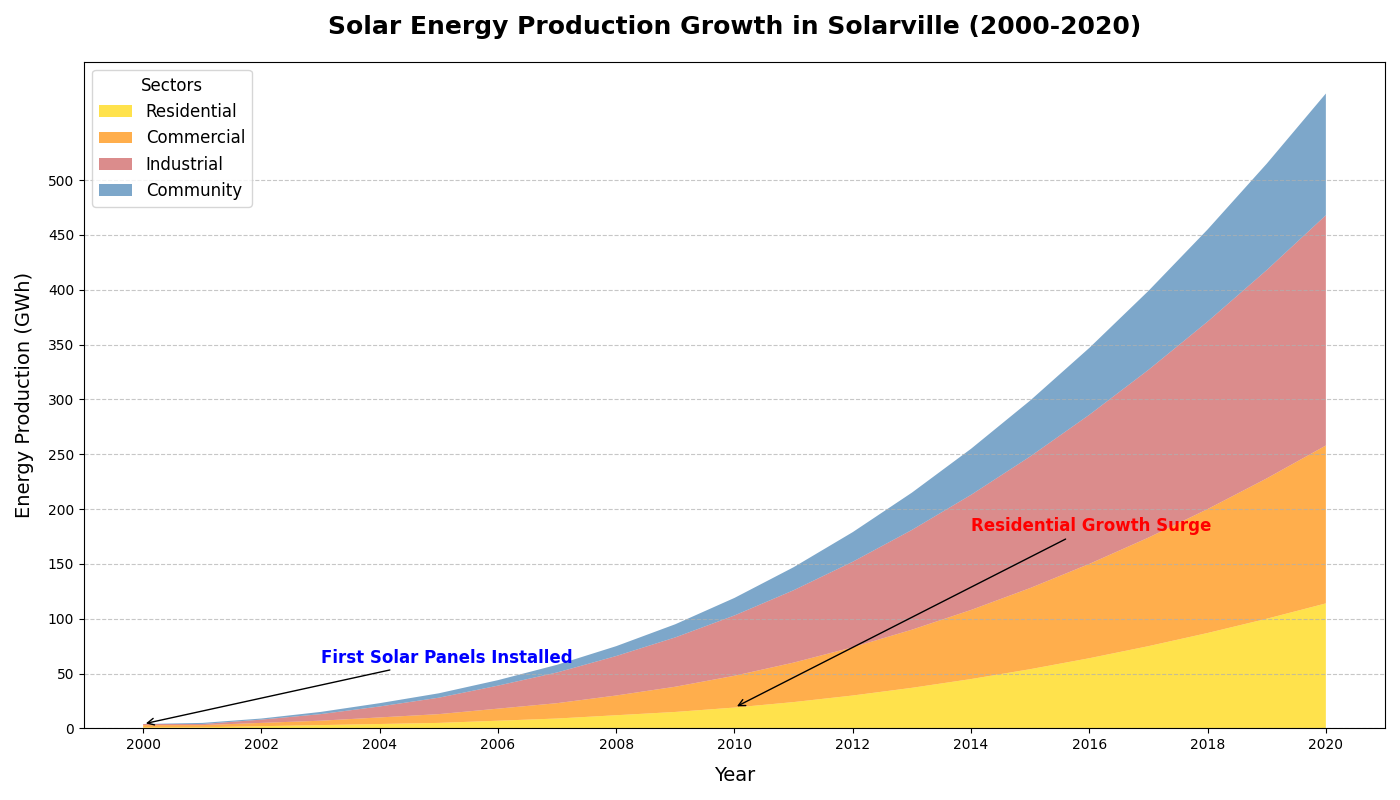 Solar Energy Production Growth in Solarville (2000-2020)
Sectors
Residential
Commercial
Industrial
Community
Energy Production (GWh)
500
450
400
350
300
250
200
150
100
50
0
Residential Growth Surge
First Solar Panels Installed
2000 2002 2004 2006 2008 2010 2012 2014 2016 2018 2020
Year